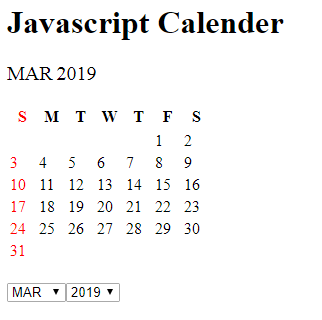 Javascript Calender
MAR 2019
S M T W T F S
1 2
3 4 5 6 7 8 9
10 11 12 13 14 15 16
17 18 19 20 21 22 23
24 25 26 27 28 29 30
31
MAR 2019